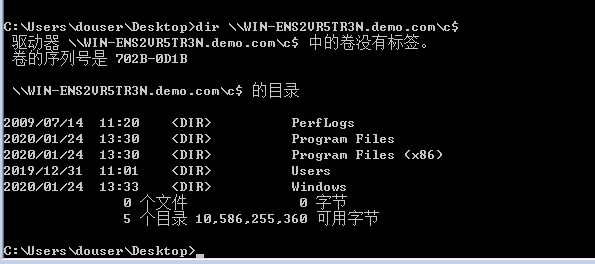 C:\Users\douser\Desktop>dir \\WIN-ENS2VR5TR3N.demo.com\c$
驱动器 \\WIN-ENS2VR5TR3N.demo.com\c$ 中的卷没有标签。
卷的序列号是 702B-0D1B
\\WIN-ENS2VR5TR3N.demo.com\c$ 的目录
2009/07/14  11:20    <DIR>          PerfLogs
2020/01/24  13:30    <DIR>          Program Files
2020/01/24  13:30    <DIR>          Program Files (x86)
2019/12/31  11:01    <DIR>          Users
2020/01/24  13:33    <DIR>          Windows
0 个文件              0 字节
5 个目录 10,586,255,360 可用字节
C:\Users\douser\Desktop>_